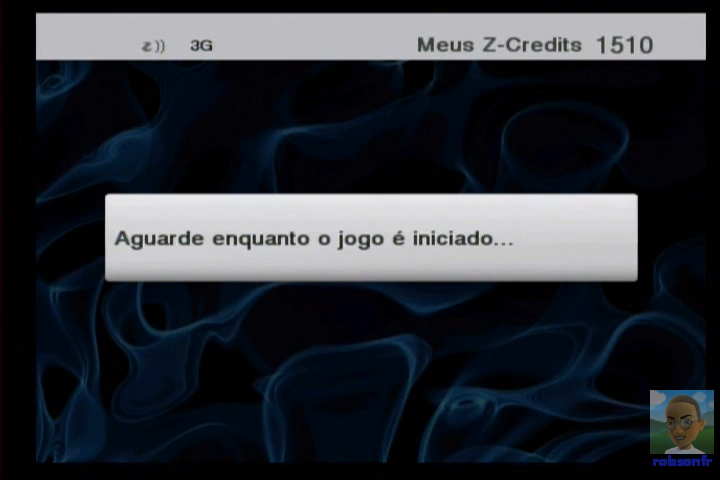 z)) 3G Meus Z-Credits 1510
Aguarde enquanto o jogo é iniciado...
robsonfr